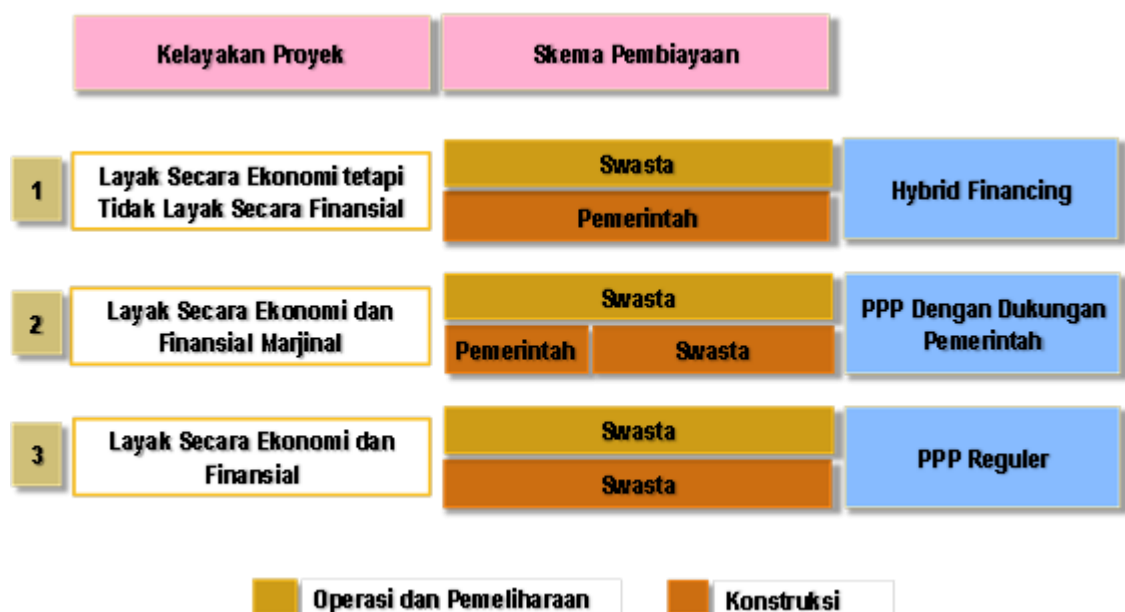 Kelayakan Proyek
Skema Pembiayaan
1
Layak Secara Ekonomi tetapi
Tidak Layak Secara Finansial
Swasta
Pemerintah
Hybrid Financing
2
Layak Secara Ekonomi dan
Finansial Marjinal
Swasta
Pemerintah
Swasta
PPP Dengan Dukungan
Pemerintah
3
Layak Secara Ekonomi dan
Finansial
Swasta
Swasta
PPP Reguler
Operasi dan Pemeliharaan
Konstruksi